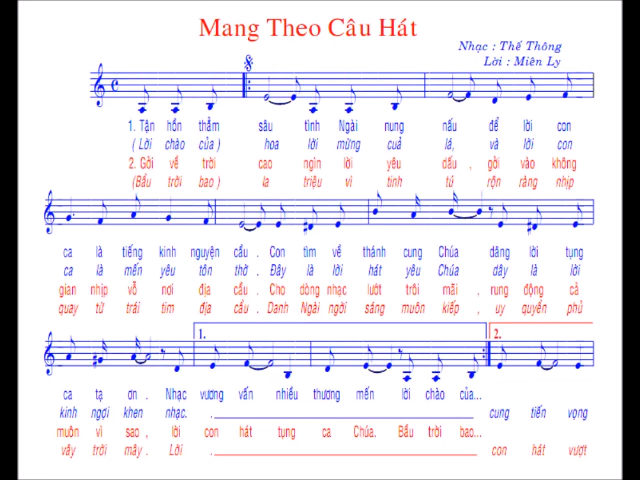 Mang Theo Câu Hát
Nhạc : Thế Thông
Lời : Miên Ly
1. Tận hồn thẳm sâu tình Ngài nung nấu để lời con
( Lời chào của ) hoa lời mừng cuả lá, và lời con
2. Gởi về trời cao ngìn lời yêu dấu , gởi vào không
(Bầu trời bao ) la triệu vì tinh tú rộn ràng nhịp
ca là tiếng kinh nguyện cầu . Con tim về thánh cung Chúa dâng lời tụng
ca là mến yêu tôn thờ . Đây là lời hát yêu Chúa dây là lời
gian nhịp vỗ nơi địa cầu . Cho dòng nhạc lướt trôi mãi , rung động cả
quay từ trái tim địa cầu . Danh Ngài ngời sáng muôn kiếp , uy quyền phủ
1.
2.
ca tạ ơn . Nhạc vương vấn nhiều thương mến lời chào của...
kinh ngợi khen nhạc. cung tiến vọng
muôn vì sao , lời con hát tụng ca Chúa. Bầu trời bao...
vây trời mây . Lời con hát vượt